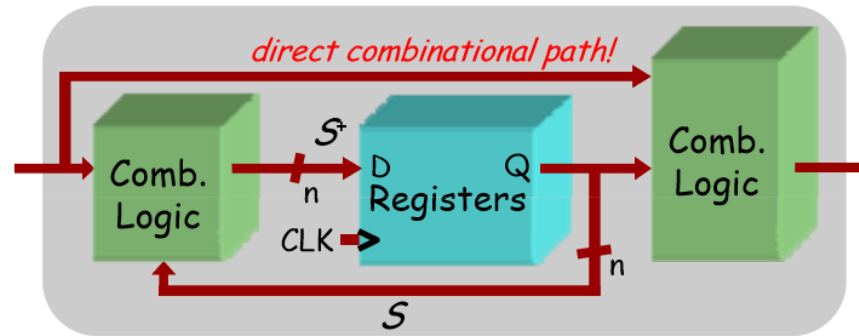 direct combinational path!
Comb.
Logic
S+
n
D
Q
Registers
CLK
n
Comb.
Logic
S